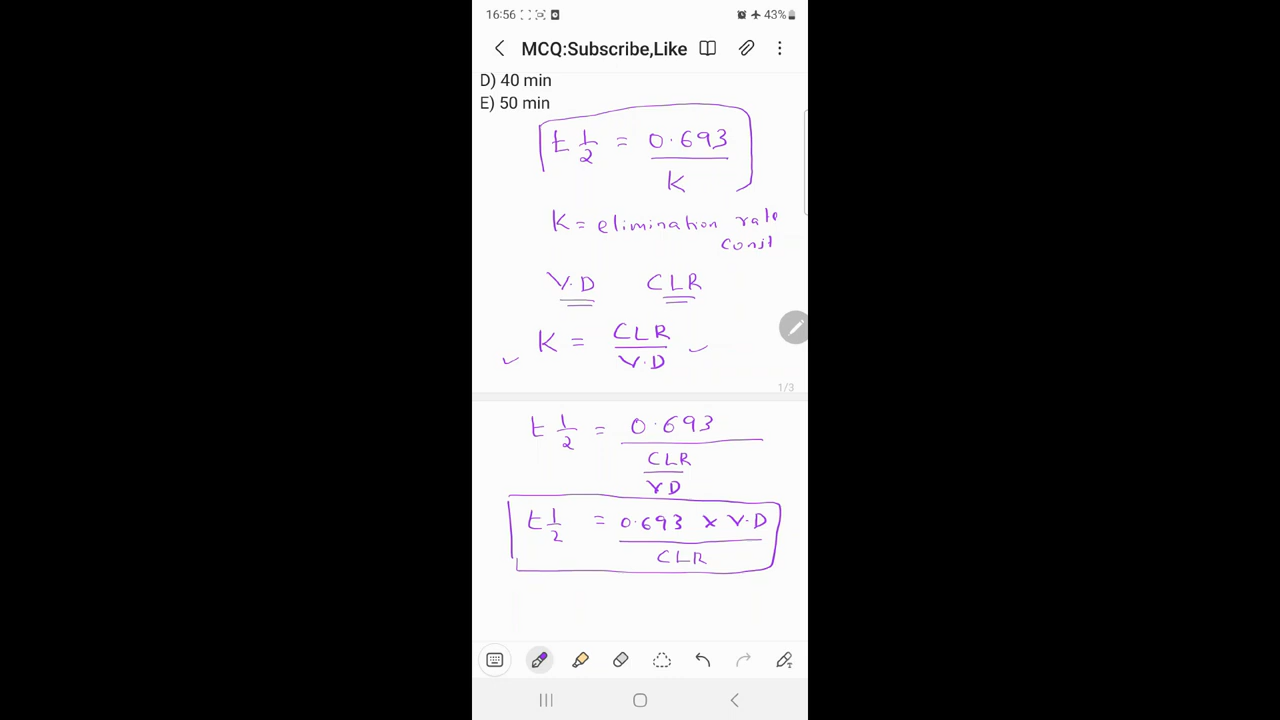 16:56 43%
MCQ:Subscribe,Like
D) 40 min
E) 50 min
t 1/2 = 0.693 / K
K = elimination rate
const
V.D CLR
K = CLR / V.D
1/3
t 1/2 = 0.693 / CLR / VD
t 1/2 = 0.693 x V.D / CLR